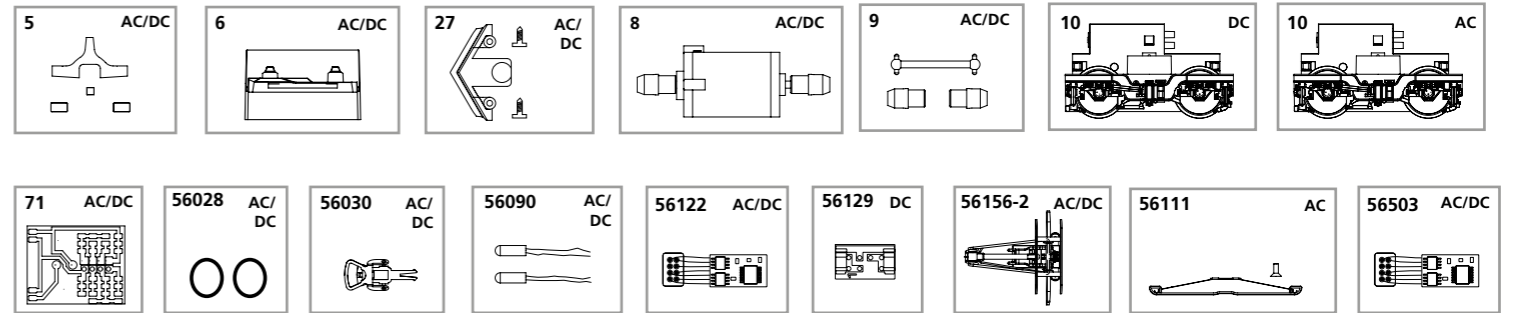 5 AC/DC
6 AC/DC
27 AC/
DC
8 AC/DC
9 AC/DC
10 DC
10 AC
71 AC/DC
56028 AC/
DC
56030 AC/
DC
56090 AC/
DC
56122 AC/DC
56129 DC
56156-2 AC/DC
56111 AC
56503 AC/DC